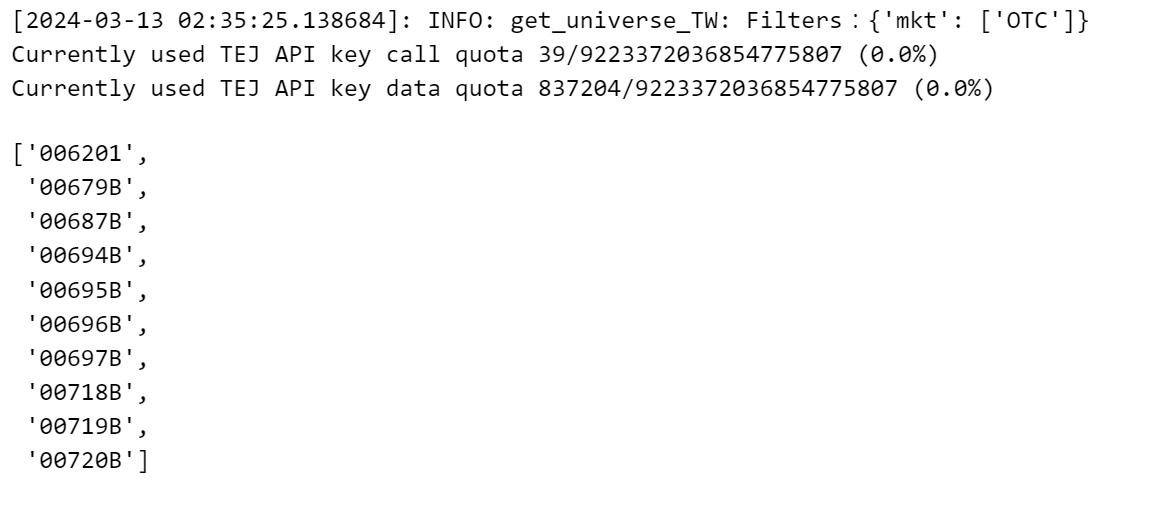 [2024-03-13 02:35:25.138684]: INFO: get_universe_TW: Filters：{'mkt': ['OTC']}
Currently used TEJ API key call quota 39/9223372036854775807 (0.0%)
Currently used TEJ API key data quota 837204/9223372036854775807 (0.0%)
['006201',
'00679B',
'00687B',
'00694B',
'00695B',
'00696B',
'00697B',
'00718B',
'00719B',
'00720B']